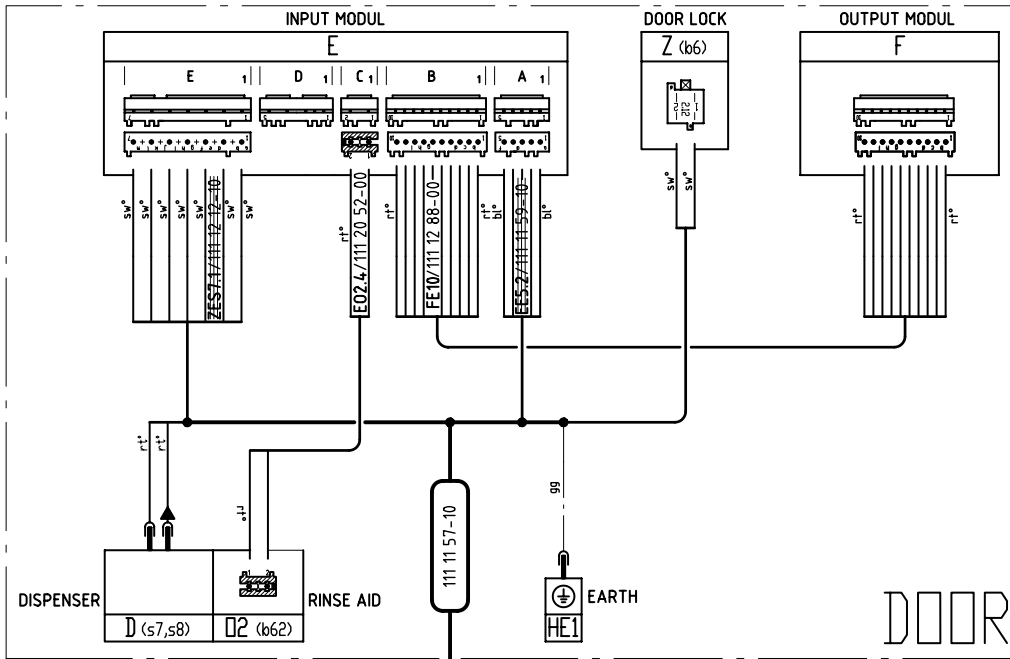 INPUT MODUL
DOOR LOCK
OUTPUT MODUL
E
Z (b6)
F
E 1
D 1
C 1
B 1
A 1
sw°
sw°
sw°
sw°
sw°
sw°
sw°
ZES7.1/111 12 12-10
rt°
EO2.4/111 20 52-00
rt°
FE10/111 12 88-00
rt°
bl°
EE5.2/111 11 59-10
bl°
sw°
sw°
rt°
rt°
rt°
rt°
rt°
111 11 57-10
gg
DISPENSER
D (s7,s8)
O2 (b62)
RINSE AID
EARTH
HE1
DOOR